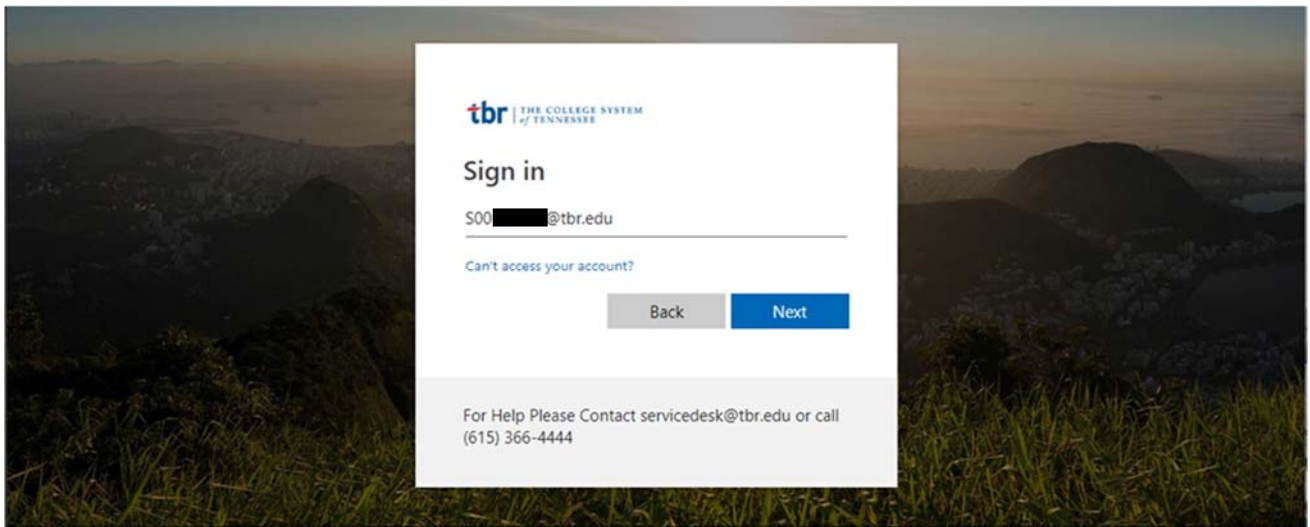 tbr THE COLLEGE SYSTEM
of TENNESSEE
Sign in
S00 @tbr.edu
Can't access your account?
Back Next
For Help Please Contact servicedesk@tbr.edu or call
(615) 366-4444